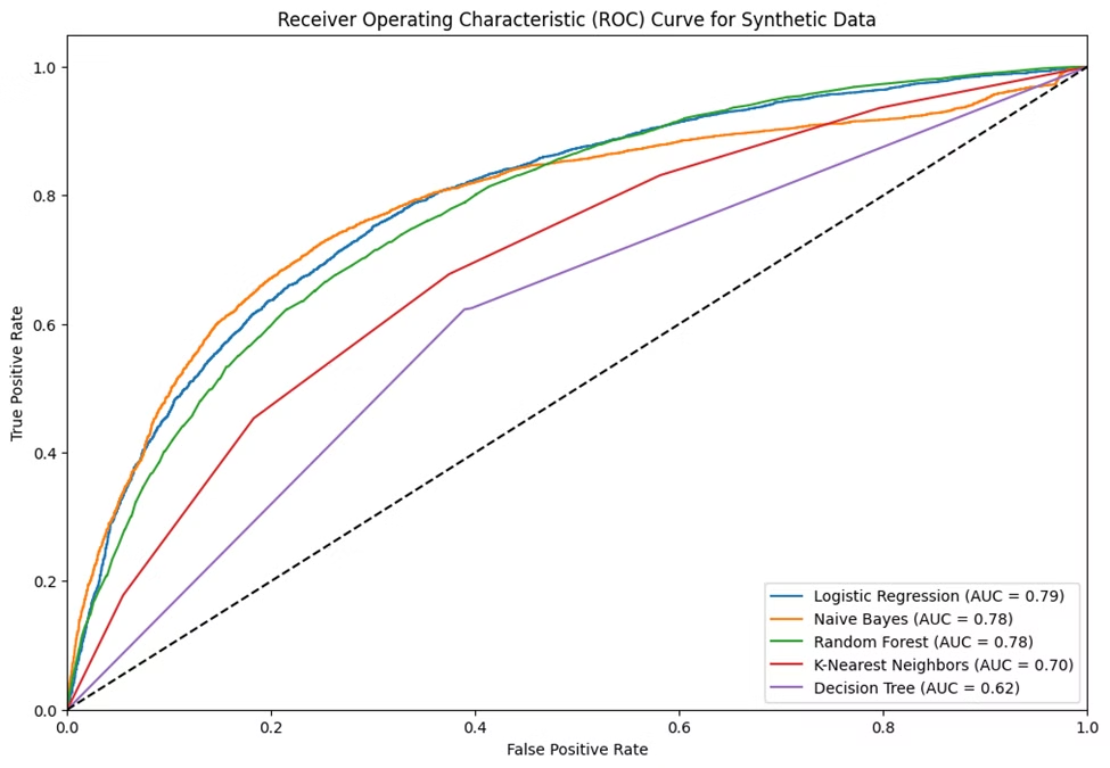 Receiver Operating Characteristic (ROC) Curve for Synthetic Data
1.0
0.8
0.6
0.4
0.2
0.0
True Positive Rate
0.0
0.2
0.4
0.6
0.8
1.0
False Positive Rate
Logistic Regression (AUC = 0.79)
Naive Bayes (AUC = 0.78)
Random Forest (AUC = 0.78)
K-Nearest Neighbors (AUC = 0.70)
Decision Tree (AUC = 0.62)